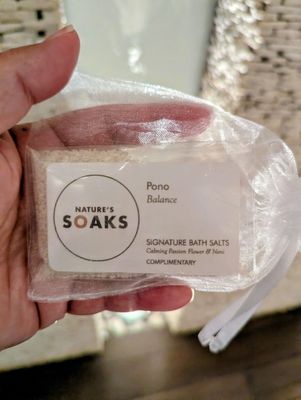 NATURE'S
SOAKS
Pono
Balance
SIGNATURE BATH SALTS
Calming Passion Flower & Noni
COMPLIMENTARY